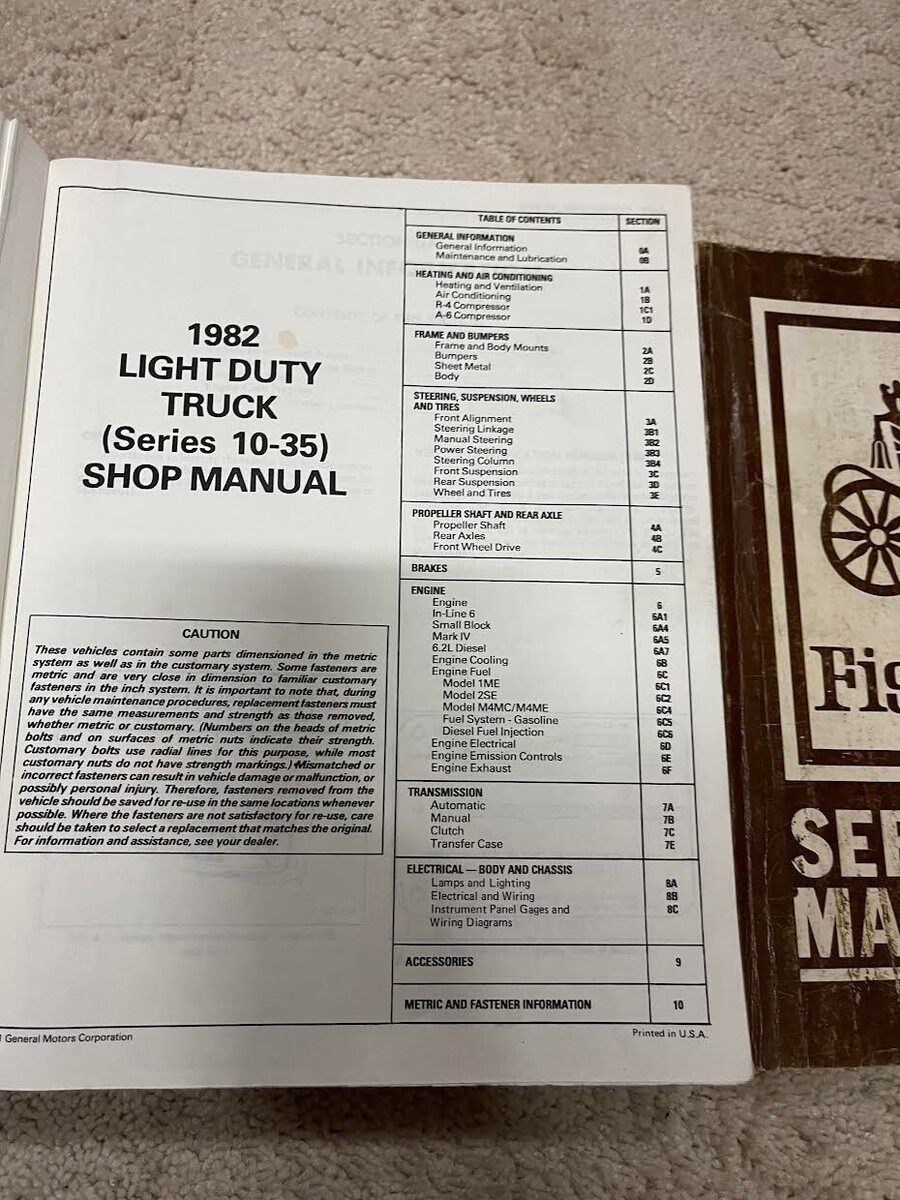 1982
LIGHT DUTY
TRUCK
(Series 10-35)
SHOP MANUAL
CAUTION
These vehicles contain some parts dimensioned in the metric
system as well as in the customary system. Some fasteners are
metric and are very close in dimension to familiar customary
fasteners in the inch system. It is important to note that, during
any vehicle maintenance procedures, replacement fasteners must
have the same measurements and strength as those removed,
whether metric or customary. (Numbers on the heads of metric
bolts and on surfaces of metric nuts indicate their strength.
Customary bolts use radial lines for this purpose, while most
customary nuts do not have strength markings.) Mismatched or
incorrect fasteners can result in vehicle damage or malfunction, or
possibly personal injury. Therefore, fasteners removed from the
vehicle should be saved for re-use in the same locations whenever
possible. Where the fasteners are not satisfactory for re-use, care
should be taken to select a replacement that matches the original.
For information and assistance, see your dealer.
General Motors Corporation
TABLE OF CONTENTS SECTION
GENERAL INFORMATION
General Information 0A
Maintenance and Lubrication 0B
HEATING AND AIR CONDITIONING
Heating and Ventilation 1A
Air Conditioning 1B
R-4 Compressor 1C1
A-6 Compressor 1D
FRAME AND BUMPERS
Frame and Body Mounts 2A
Bumpers 2B
Sheet Metal 2C
Body 2D
STEERING, SUSPENSION, WHEELS
AND TIRES
Front Alignment 3A
Steering Linkage 3B1
Manual Steering 3B2
Power Steering 3B3
Steering Column 3B4
Front Suspension 3C
Rear Suspension 3D
Wheel and Tires 3E
PROPELLER SHAFT AND REAR AXLE
Propeller Shaft 4A
Rear Axles 4B
Front Wheel Drive 4C
BRAKES 5
ENGINE
Engine 6
In-Line 6 6A1
Small Block 6A4
Mark IV 6A5
6.2L Diesel 6A7
Engine Cooling 6B
Engine Fuel 6C
Model 1ME 6C1
Model 2SE 6C2
Model M4MC/M4ME 6C4
Fuel System - Gasoline 6C5
Diesel Fuel Injection 6C6
Engine Electrical 6D
Engine Emission Controls 6E
Engine Exhaust 6F
TRANSMISSION
Automatic 7A
Manual 7B
Clutch 7C
Transfer Case 7E
ELECTRICAL — BODY AND CHASSIS
Lamps and Lighting 8A
Electrical and Wiring 8B
Instrument Panel Gages and 8C
Wiring Diagrams
ACCESSORIES 9
METRIC AND FASTENER INFORMATION 10
Printed in U.S.A.
Fis
SER
MA